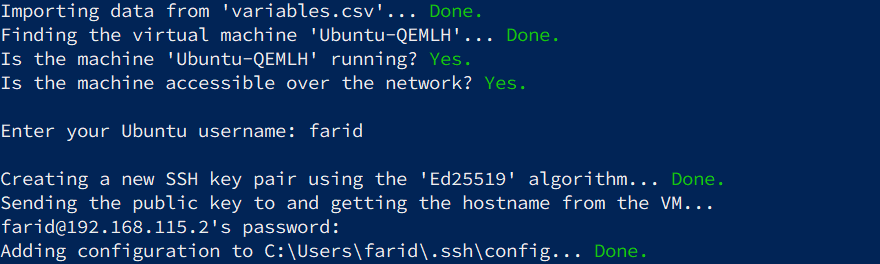 Importing data from 'variables.csv'... Done.
Finding the virtual machine 'Ubuntu-QEMLH'... Done.
Is the machine 'Ubuntu-QEMLH' running? Yes.
Is the machine accessible over the network? Yes.
Enter your Ubuntu username: farid
Creating a new SSH key pair using the 'Ed25519' algorithm... Done.
Sending the public key to and getting the hostname from the VM...
farid@192.168.115.2's password:
Adding configuration to C:\Users\farid\.ssh\config... Done.